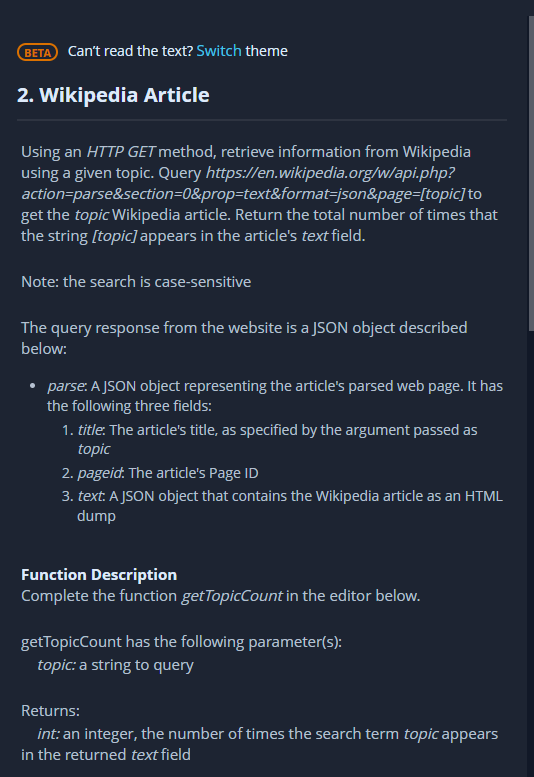 BETA Can't read the text? Switch theme
2. Wikipedia Article
Using an HTTP GET method, retrieve information from Wikipedia
using a given topic. Query https://en.wikipedia.org/w/api.php?
action=parse&section=0&prop=text&format=json&page=[topic] to
get the topic Wikipedia article. Return the total number of times that
the string [topic] appears in the article's text field.
Note: the search is case-sensitive
The query response from the website is a JSON object described
below:
• parse: A JSON object representing the article's parsed web page. It has
the following three fields:
1. title: The article's title, as specified by the argument passed as
topic
2. pageid: The article's Page ID
3. text: A JSON object that contains the Wikipedia article as an HTML
dump
Function Description
Complete the function getTopicCount in the editor below.
getTopicCount has the following parameter(s):
topic: a string to query
Returns:
int: an integer, the number of times the search term topic appears
in the returned text field